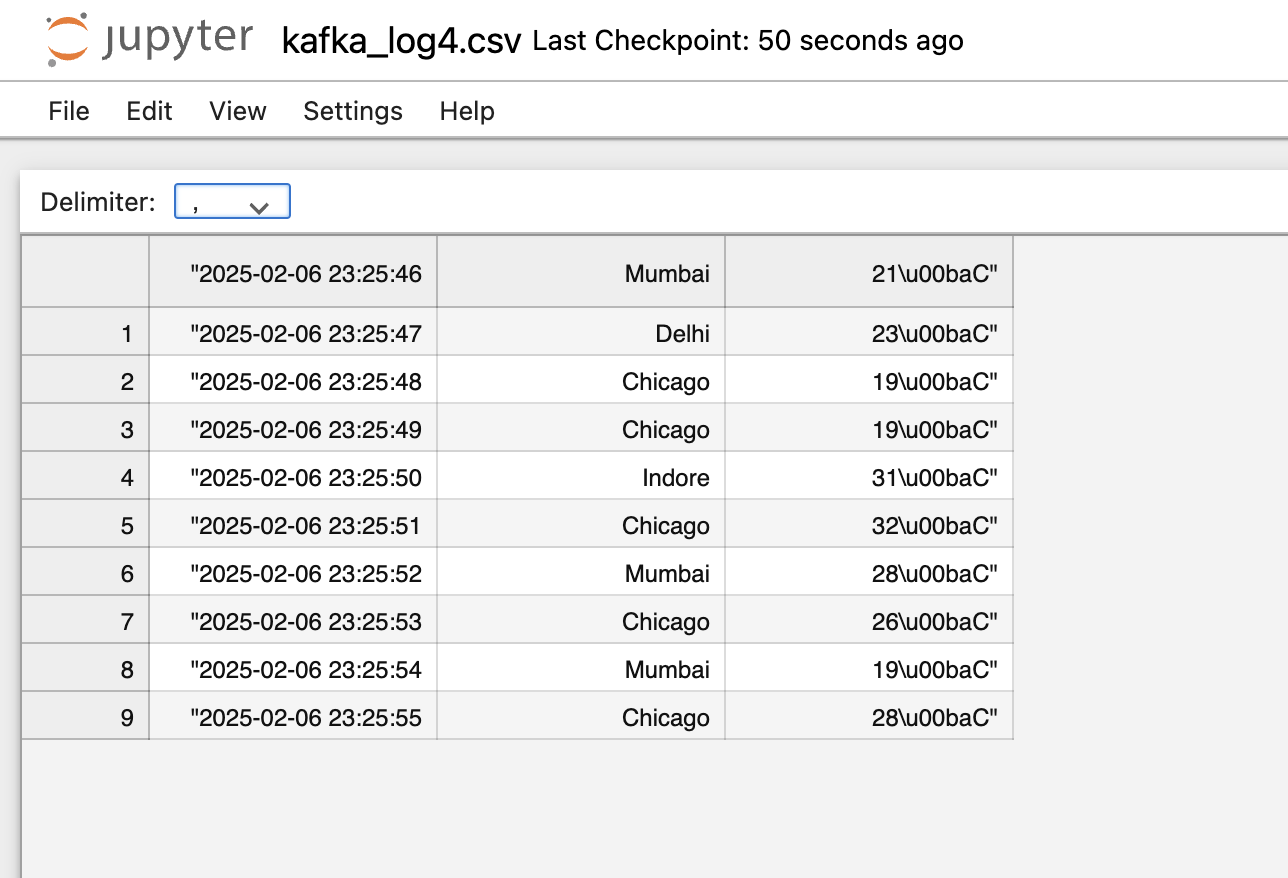 jupyter kafka_log4.csv Last Checkpoint: 50 seconds ago
File Edit View Settings Help
Delimiter: ,
"2025-02-06 23:25:46 Mumbai 21\u00baC"
1 "2025-02-06 23:25:47 Delhi 23\u00baC"
2 "2025-02-06 23:25:48 Chicago 19\u00baC"
3 "2025-02-06 23:25:49 Chicago 19\u00baC"
4 "2025-02-06 23:25:50 Indore 31\u00baC"
5 "2025-02-06 23:25:51 Chicago 32\u00baC"
6 "2025-02-06 23:25:52 Mumbai 28\u00baC"
7 "2025-02-06 23:25:53 Chicago 26\u00baC"
8 "2025-02-06 23:25:54 Mumbai 19\u00baC"
9 "2025-02-06 23:25:55 Chicago 28\u00baC"